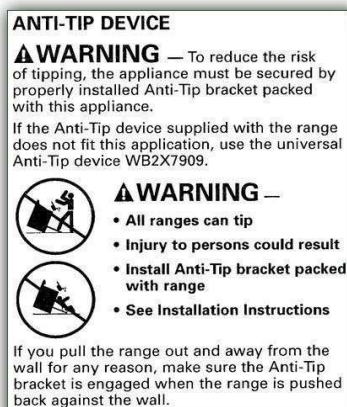 ANTI-TIP DEVICE
⚠WARNING — To reduce the risk
of tipping, the appliance must be secured by
properly installed Anti-Tip bracket packed
with this appliance.
If the Anti-Tip device supplied with the range
does not fit this application, use the universal
Anti-Tip device WB2X7909.
⚠WARNING –
• All ranges can tip
• Injury to persons could result
• Install Anti-Tip bracket packed
with range
• See Installation Instructions
If you pull the range out and away from the
wall for any reason, make sure the Anti-Tip
bracket is engaged when the range is pushed
back against the wall.